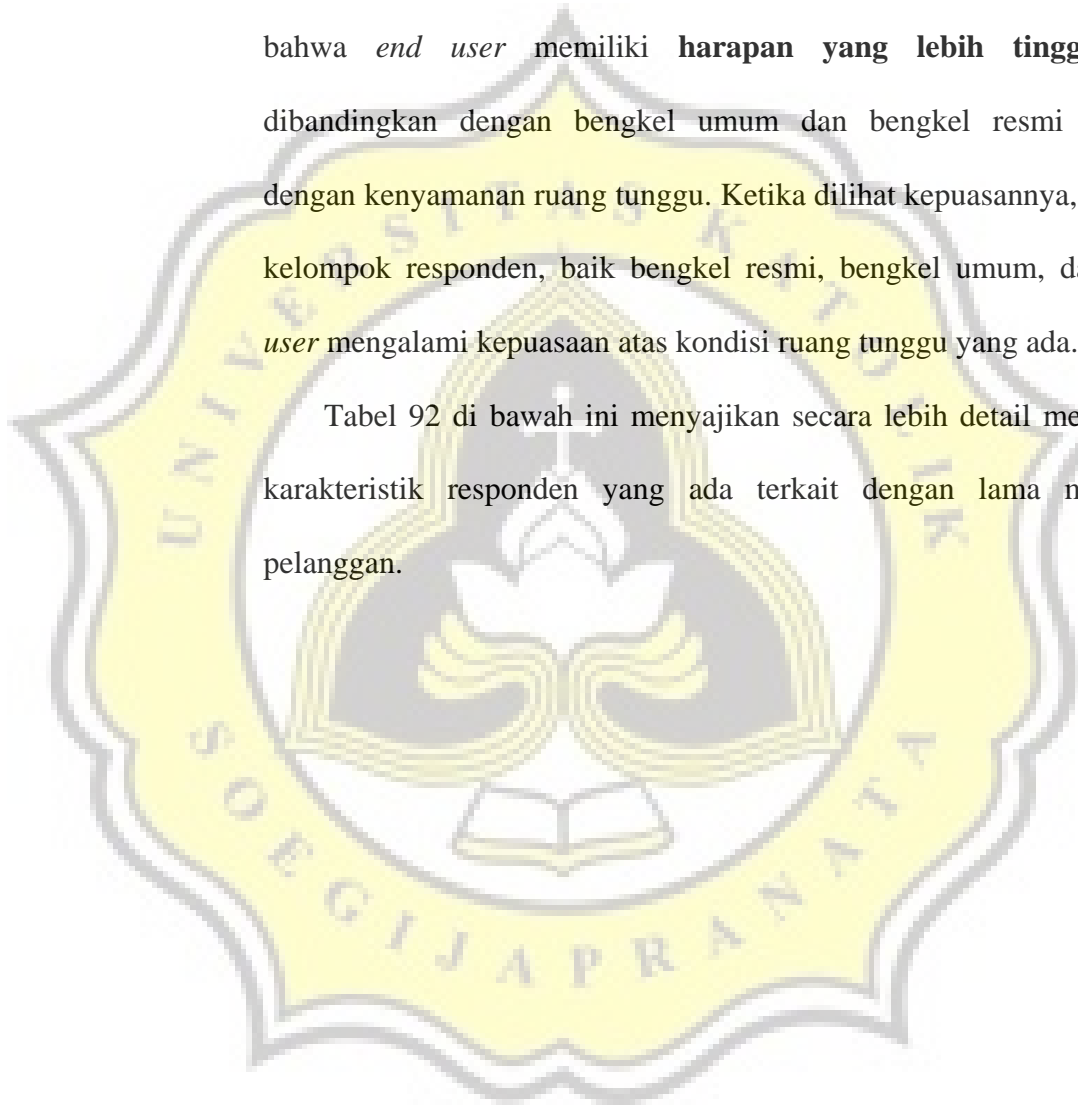 bahwa end user memiliki harapan yang lebih tingg
dibandingkan dengan bengkel umum dan bengkel resmi
dengan kenyamanan ruang tunggu. Ketika dilihat kepuasannya,
kelompok responden, baik bengkel resmi, bengkel umum, da
user mengalami kepuasaan atas kondisi ruang tunggu yang ada.
Tabel 92 di bawah ini menyajikan secara lebih detail me
karakteristik responden yang ada terkait dengan lama m
pelanggan.
UNIVERSITAS KATOLIK
SOEGIJAPRANATA